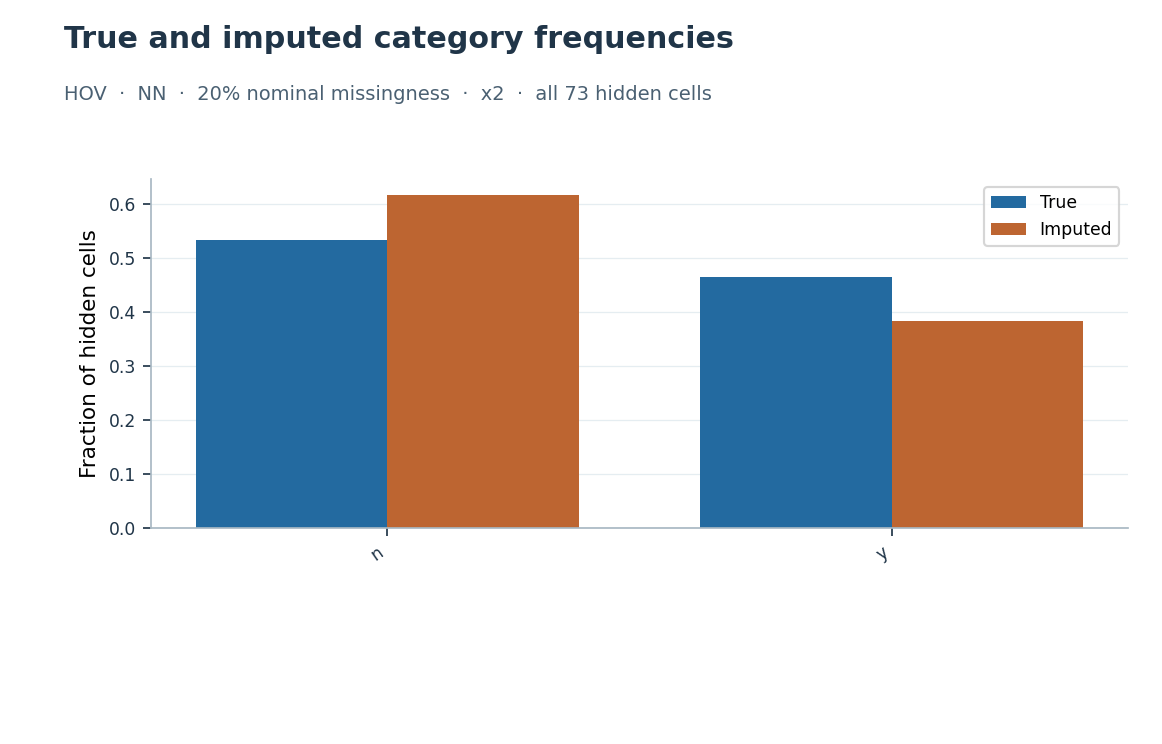 True and imputed category frequencies
HOV · NN · 20% nominal missingness · x2 · all 73 hidden cells
Fraction of hidden cells
0.6
0.5
0.4
0.3
0.2
0.1
0.0
True
Imputed
n
y